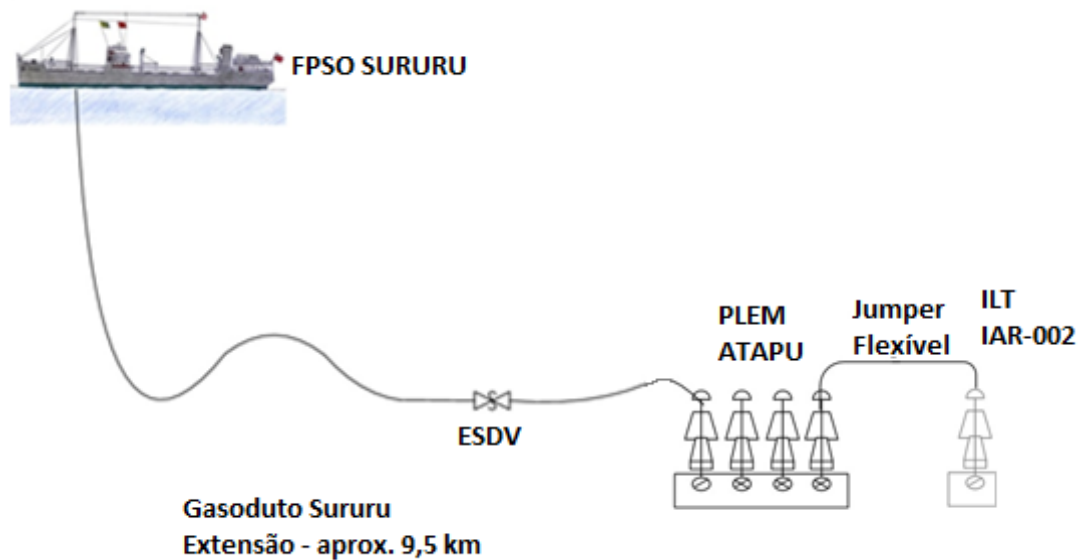 FPSO SURURU
PLEM
ATAPU
Jumper
Flexível
ILT
IAR-002
ESDV
Gasoduto Sururu
Extensão - aprox. 9,5 km